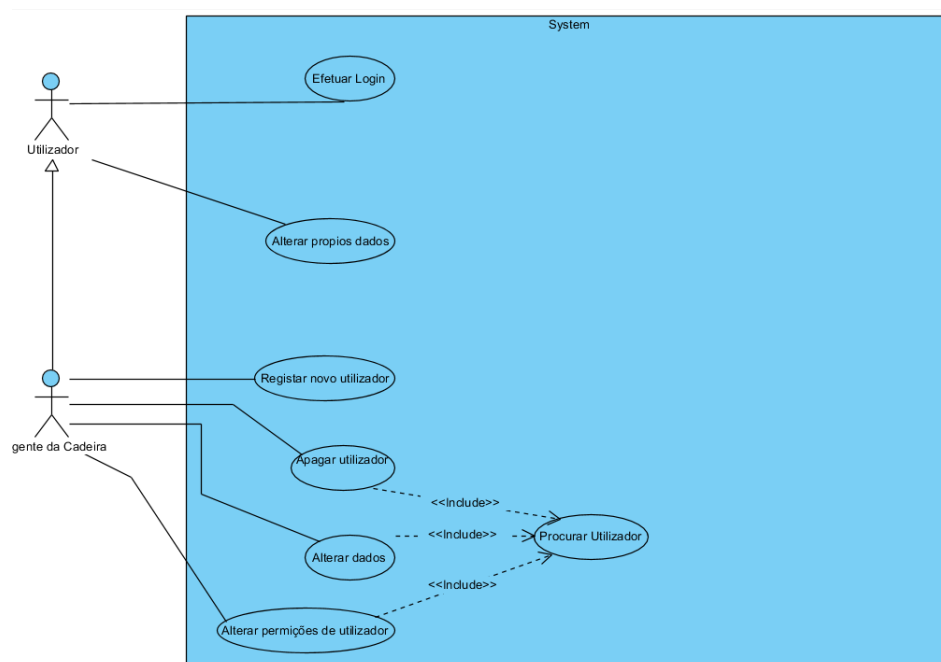 System
Efetuar Login
Utilizador
Alterar propios dados
Registar novo utilizador
gente da Cadeira
Apagar utilizador
<<Include>>
<<Include>>
Procurar Utilizador
Alterar dados
<<Include>>
Alterar permições de utilizador